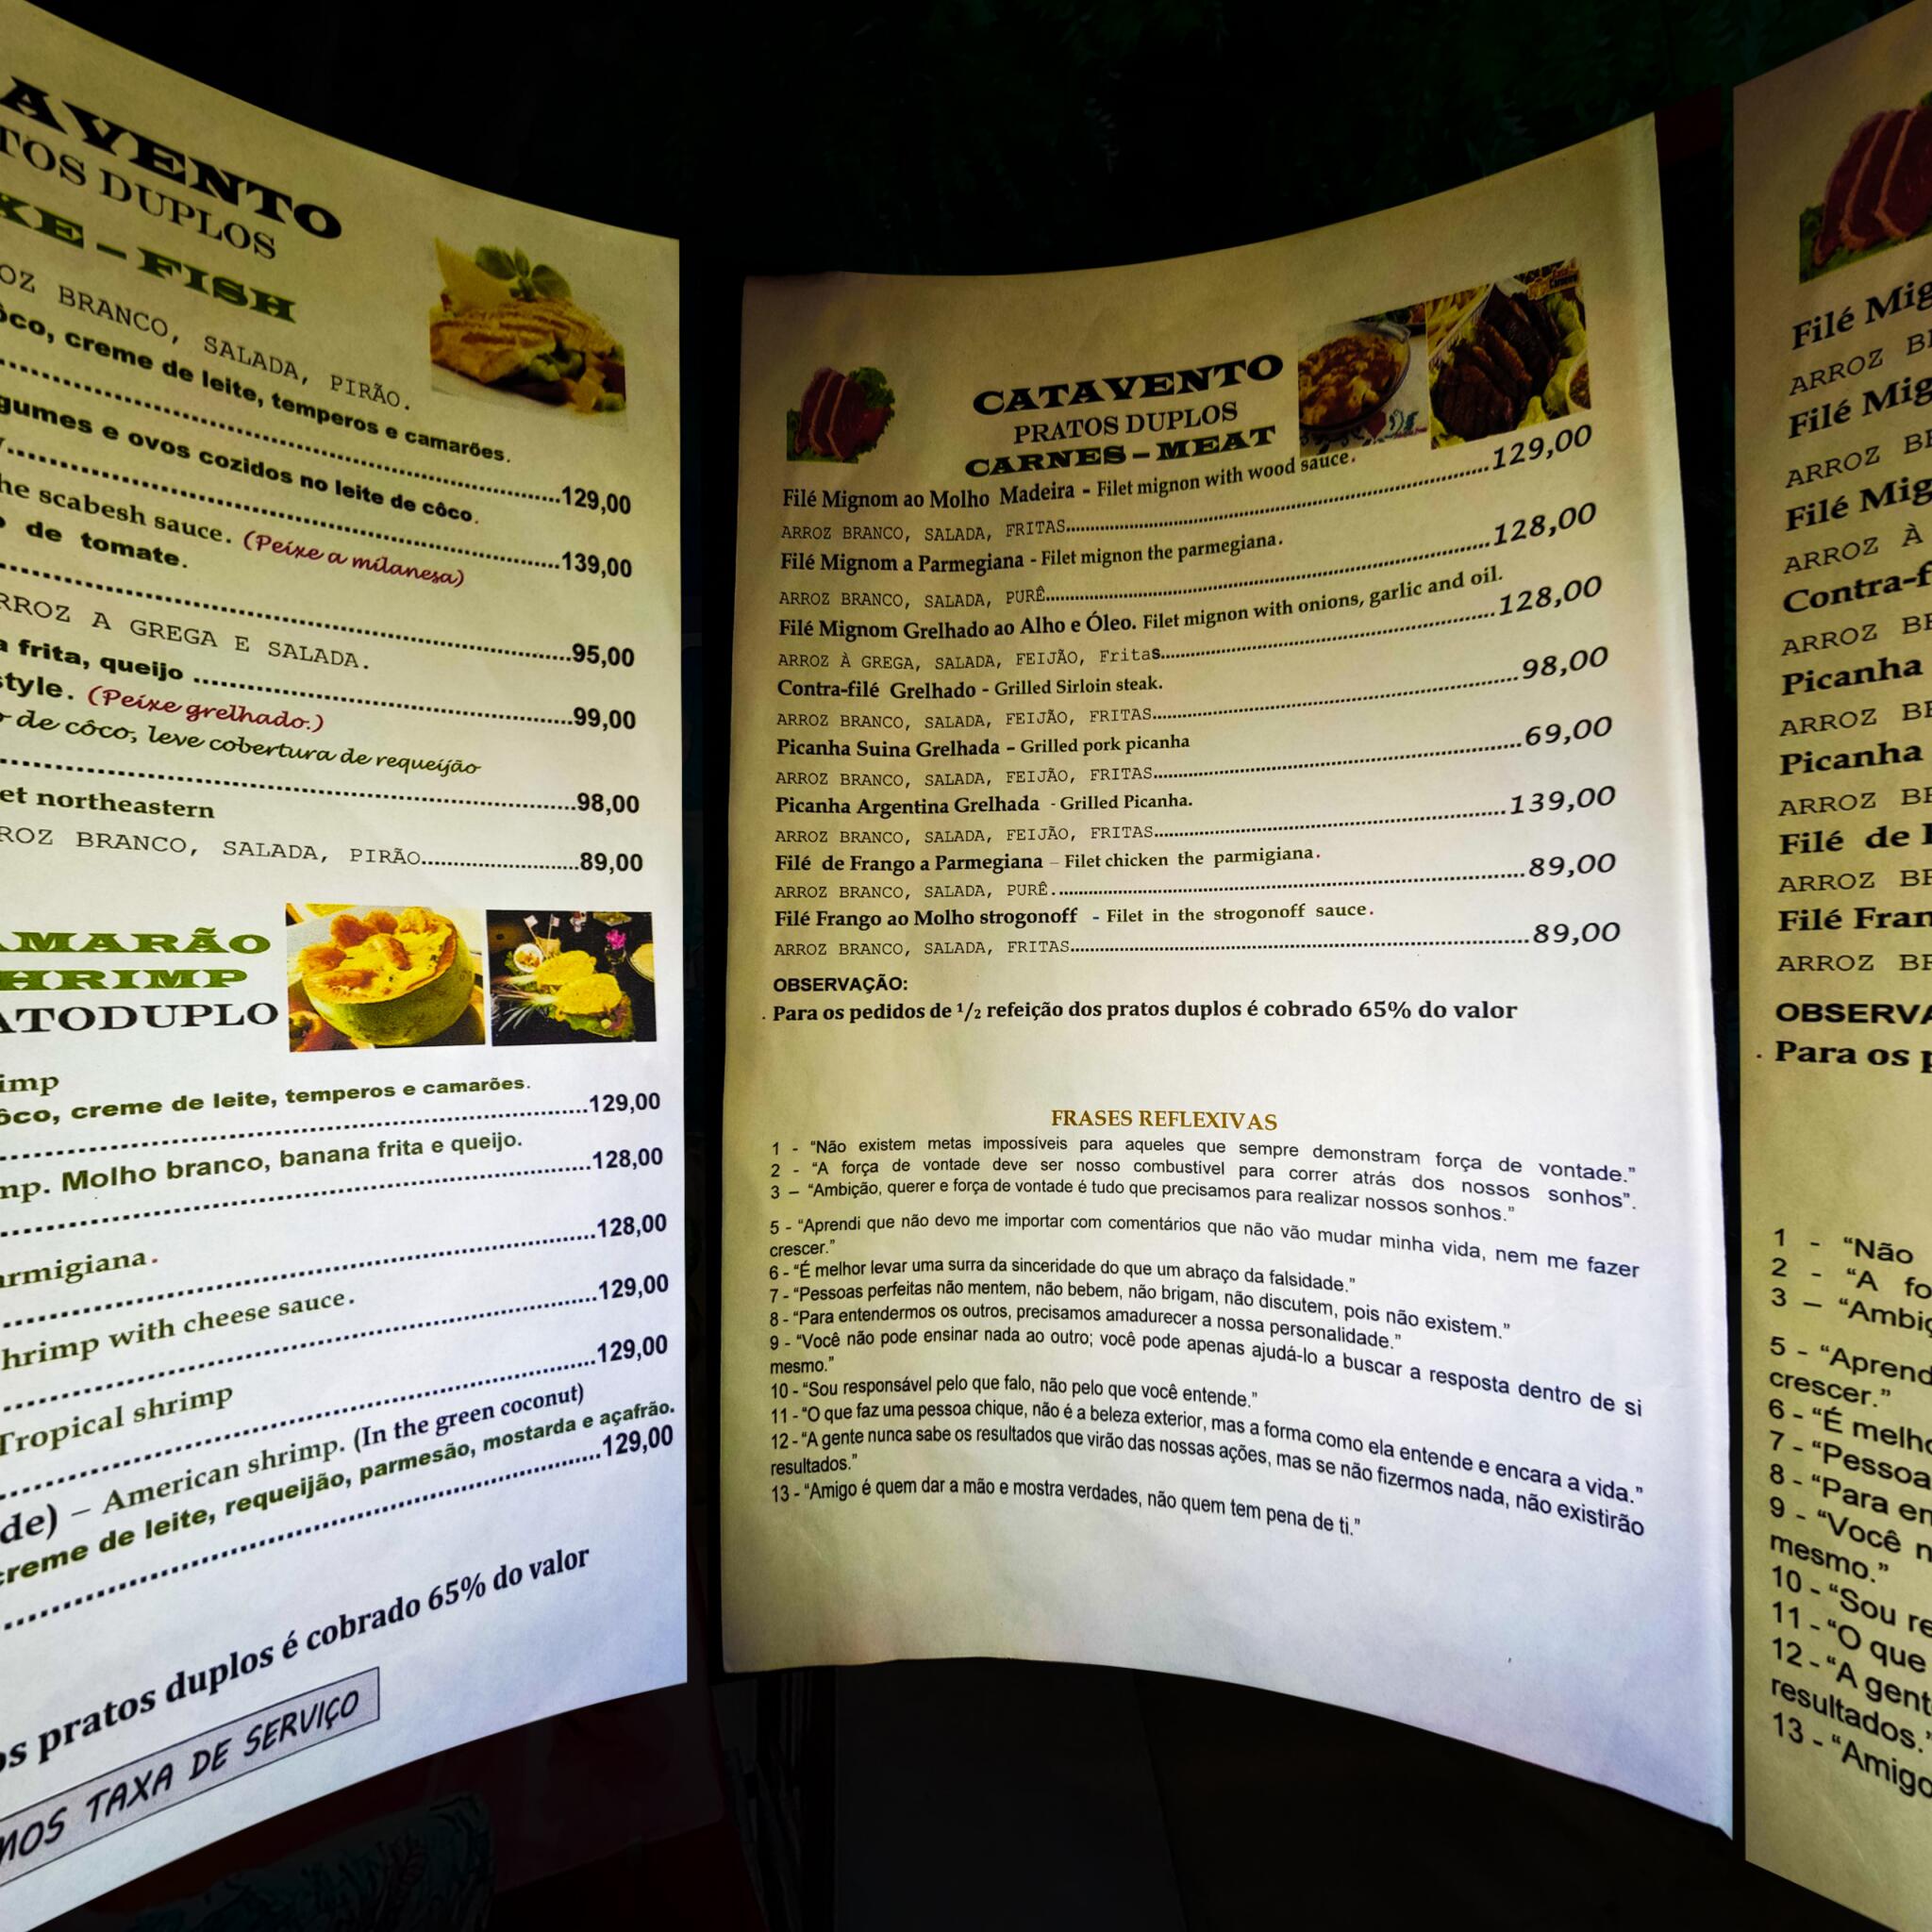 AVENTO
TOS DUPLOS
XE – FISH
OZ BRANCO, SALADA, PIRÃO.
ôco, creme de leite, temperos e camarões.
129,00
gumes e ovos cozidos no leite de côco.
139,00
he scabesh sauce. (Peixe a milanesa)
de tomate.
95,00
RROZ A GREGA E SALADA.
a frita, queijo 99,00
style. (Peixe grelhado.)
de côco, leve cobertura de requeijão
98,00
et northeastern
ROZ BRANCO, SALADA, PIRÃO 89,00
AMARÃO
HRIMP
ATODUPLO
imp
ôco, creme de leite, temperos e camarões.
129,00
mp. Molho branco, banana frita e queijo.
128,00
armigiana.
128,00
hrimp with cheese sauce.
129,00
Tropical shrimp
129,00
de) – American shrimp. (In the green coconut)
creme de leite, requeijão, parmesão, mostarda e açafrão.
129,00
os pratos duplos é cobrado 65% do valor
MOS TAXA DE SERVIÇO
CATAVENTO
PRATOS DUPLOS
CARNES – MEAT
Filé Mignom ao Molho Madeira - Filet mignon with wood sauce.
ARROZ BRANCO, SALADA, FRITAS 129,00
Filé Mignom a Parmegiana - Filet mignon the parmegiana.
ARROZ BRANCO, SALADA, PURÊ 128,00
Filé Mignom Grelhado ao Alho e Óleo. Filet mignon with onions, garlic and oil.
ARROZ À GREGA, SALADA, FEIJÃO, Fritas 128,00
Contra-filé Grelhado - Grilled Sirloin steak.
ARROZ BRANCO, SALADA, FEIJÃO, FRITAS 98,00
Picanha Suina Grelhada – Grilled pork picanha
ARROZ BRANCO, SALADA, FEIJÃO, FRITAS 69,00
Picanha Argentina Grelhada - Grilled Picanha.
ARROZ BRANCO, SALADA, FEIJÃO, FRITAS 139,00
Filé de Frango a Parmegiana – Filet chicken the parmigiana.
ARROZ BRANCO, SALADA, PURÊ 89,00
Filé Frango ao Molho strogonoff - Filet in the strogonoff sauce.
ARROZ BRANCO, SALADA, FRITAS 89,00
OBSERVAÇÃO:
. Para os pedidos de ½ refeição dos pratos duplos é cobrado 65% do valor
FRASES REFLEXIVAS
1 - “Não existem metas impossíveis para aqueles que sempre demonstram força de vontade.”
2 - “A força de vontade deve ser nosso combustível para correr atrás dos nossos sonhos”.
3 – “Ambição, querer e força de vontade é tudo que precisamos para realizar nossos sonhos.”
5 - “Aprendi que não devo me importar com comentários que não vão mudar minha vida, nem me fazer
crescer.”
6 - “É melhor levar uma surra da sinceridade do que um abraço da falsidade.”
7 - “Pessoas perfeitas não mentem, não bebem, não brigam, não discutem, pois não existem.”
8 - “Para entendermos os outros, precisamos amadurecer a nossa personalidade.”
9 - “Você não pode ensinar nada ao outro; você pode apenas ajudá-lo a buscar a resposta dentro de si
mesmo.”
10 - “Sou responsável pelo que falo, não pelo que você entende.”
11 - “O que faz uma pessoa chique, não é a beleza exterior, mas a forma como ela entende e encara a vida.”
12 - “A gente nunca sabe os resultados que virão das nossas ações, mas se não fizermos nada, não existirão
resultados.”
13 - “Amigo é quem dar a mão e mostra verdades, não quem tem pena de ti.”
Filé Mig
ARROZ BR
Filé Mig
ARROZ BR
Filé Mig
ARROZ À
Contra-f
ARROZ BR
Picanha
ARROZ BR
Picanha
ARROZ BR
Filé de
ARROZ BR
Filé Fran
ARROZ BR
OBSERVA
. Para os p
1 - “Não
2 - “A fo
3 – “Ambiç
5 - “Aprend
crescer.”
6 - “É melho
7 - “Pessoa
8 - “Para en
9 - “Você n
mesmo.”
10 - “Sou re
11 - “O que
12 - “A gent
resultados.”
13 - “Amigo